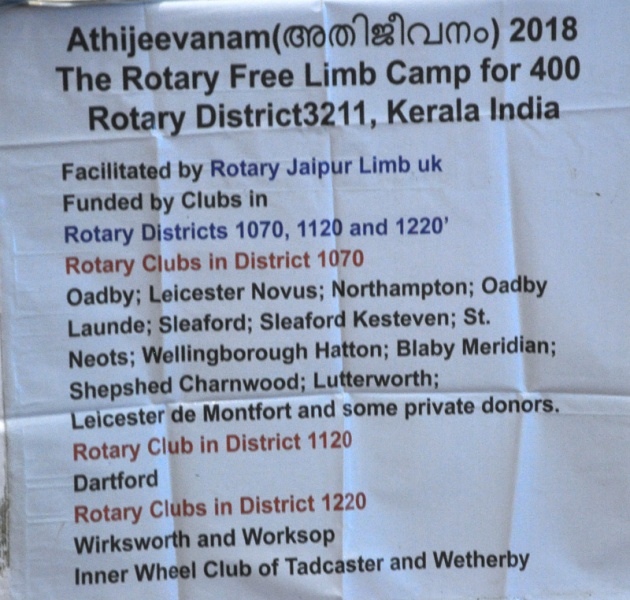 Athijeevanam(അതിജീവനം) 2018
The Rotary Free Limb Camp for 400
Rotary District3211, Kerala India
Facilitated by Rotary Jaipur Limb uk
Funded by Clubs in
Rotary Districts 1070, 1120 and 1220'
Rotary Clubs in District 1070
Oadby; Leicester Novus; Northampton; Oadby
Launde; Sleaford; Sleaford Kesteven; St.
Neots; Wellingborough Hatton; Blaby Meridian;
Shepshed Charnwood; Lutterworth;
Leicester de Montfort and some private donors.
Rotary Club in District 1120
Dartford
Rotary Clubs in District 1220
Wirksworth and Worksop
Inner Wheel Club of Tadcaster and Wetherby